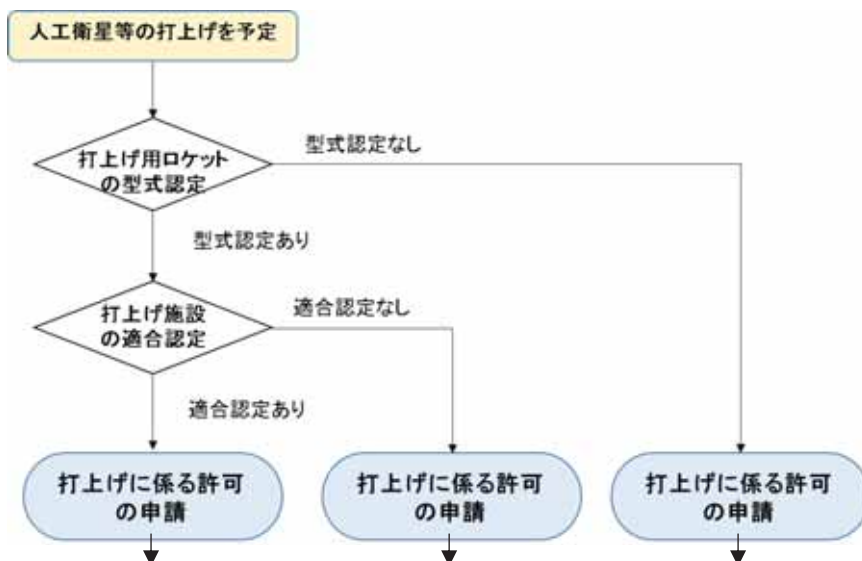 人工衛星等の打上げを予定
打上げ用ロケット
の型式認定
型式認定なし
型式認定あり
打上げ施設
の適合認定
適合認定なし
適合認定あり
打上げに係る許可
の申請
打上げに係る許可
の申請
打上げに係る許可
の申請